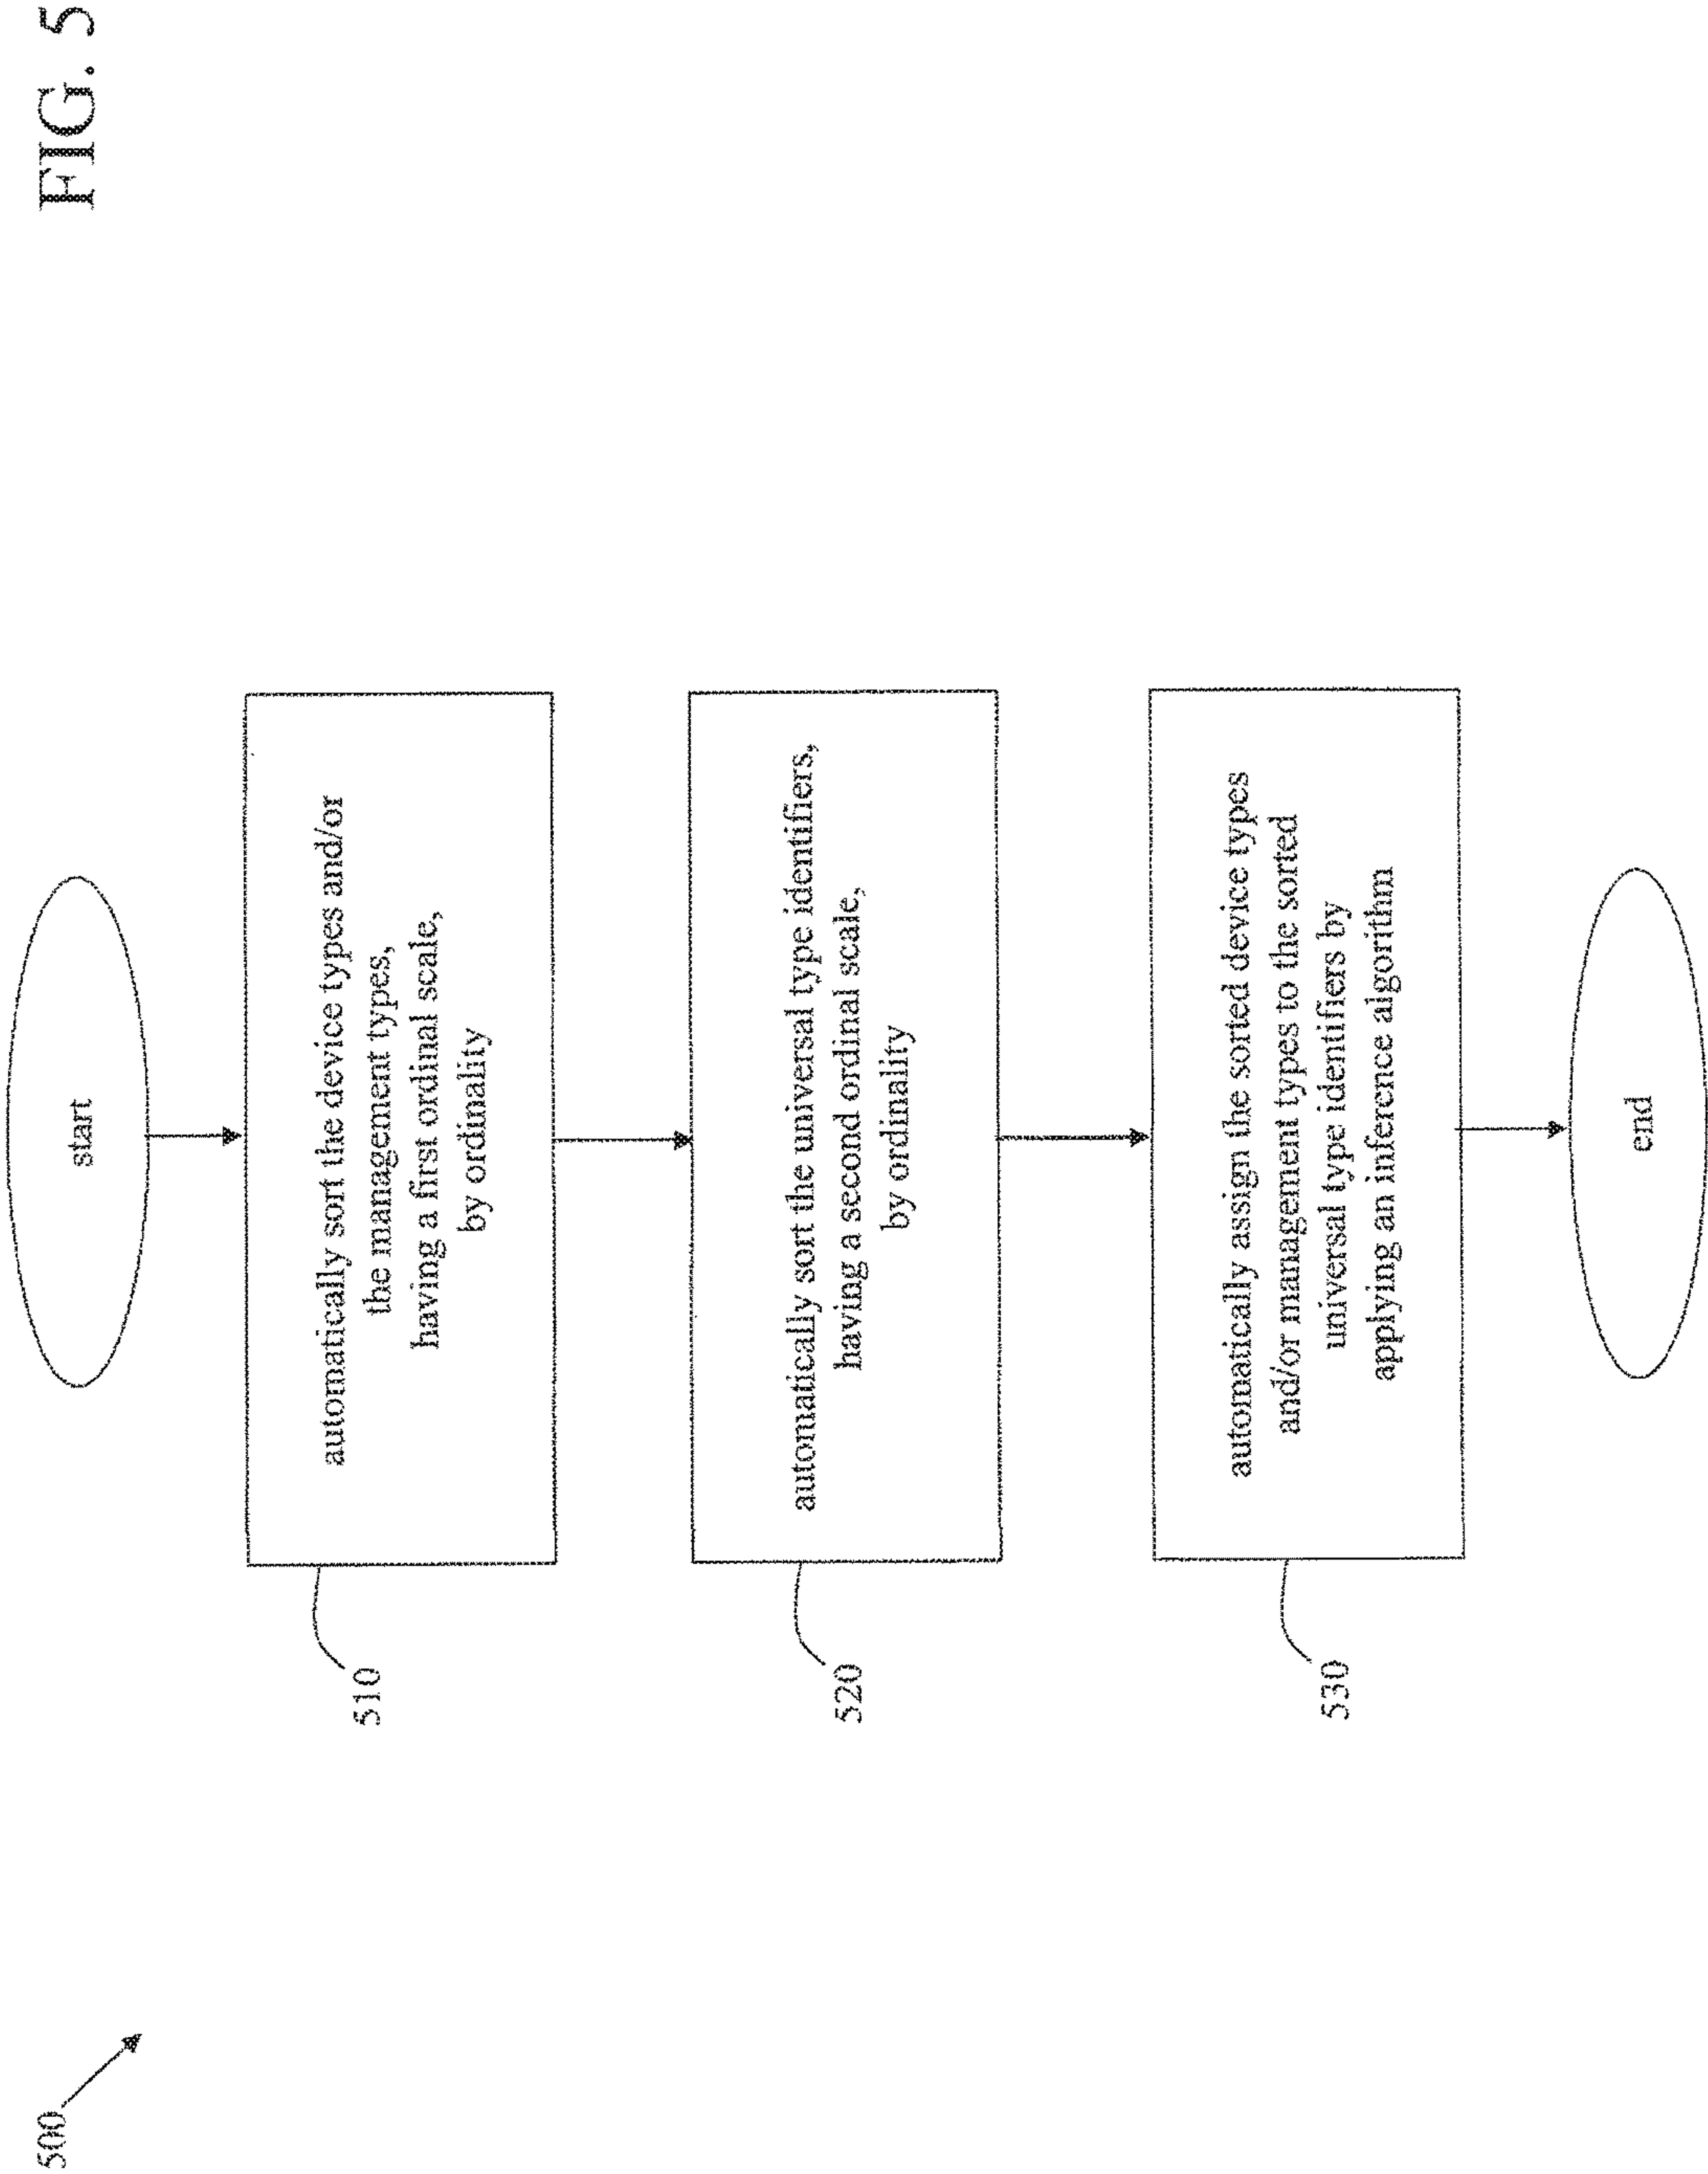 FIG. 5
500
start
automatically sort the device types and/or
the management types,
having a first ordinal scale,
by ordinality
510
automatically sort the universal type identifiers,
having a second ordinal scale,
by ordinality
520
automatically assign the sorted device types
and/or management types to the sorted
universal type identifiers by
applying an inference algorithm
530
end